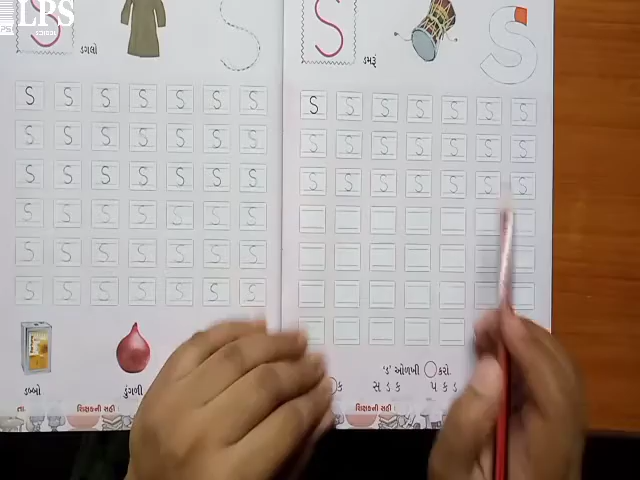 LPS
ડ
ડ
ડગલો
ડ
ડ
ડમરું
ડ ડ ડ ડ ડ ડ ડ
ડ ડ ડ ડ ડ ડ ડ
ડ ડ ડ ડ ડ ડ ડ
ડ ડ ડ ડ ડ ડ ડ
ડ ડ ડ ડ ડ ડ ડ
ડ ડ ડ ડ ડ ડ ડ
ડ ડ ડ ડ ડ ડ ડ
ડ ડ ડ ડ ડ ડ ડ
ડ ડ ડ ડ ડ ડ ડ
ડબ્બો
ડુંગળી
'ડ' ઓળખી ◯ કરો.
ક સ ડ ક પ ક ડ
તા.
શિક્ષકની સહી
શિક્ષકની સહી